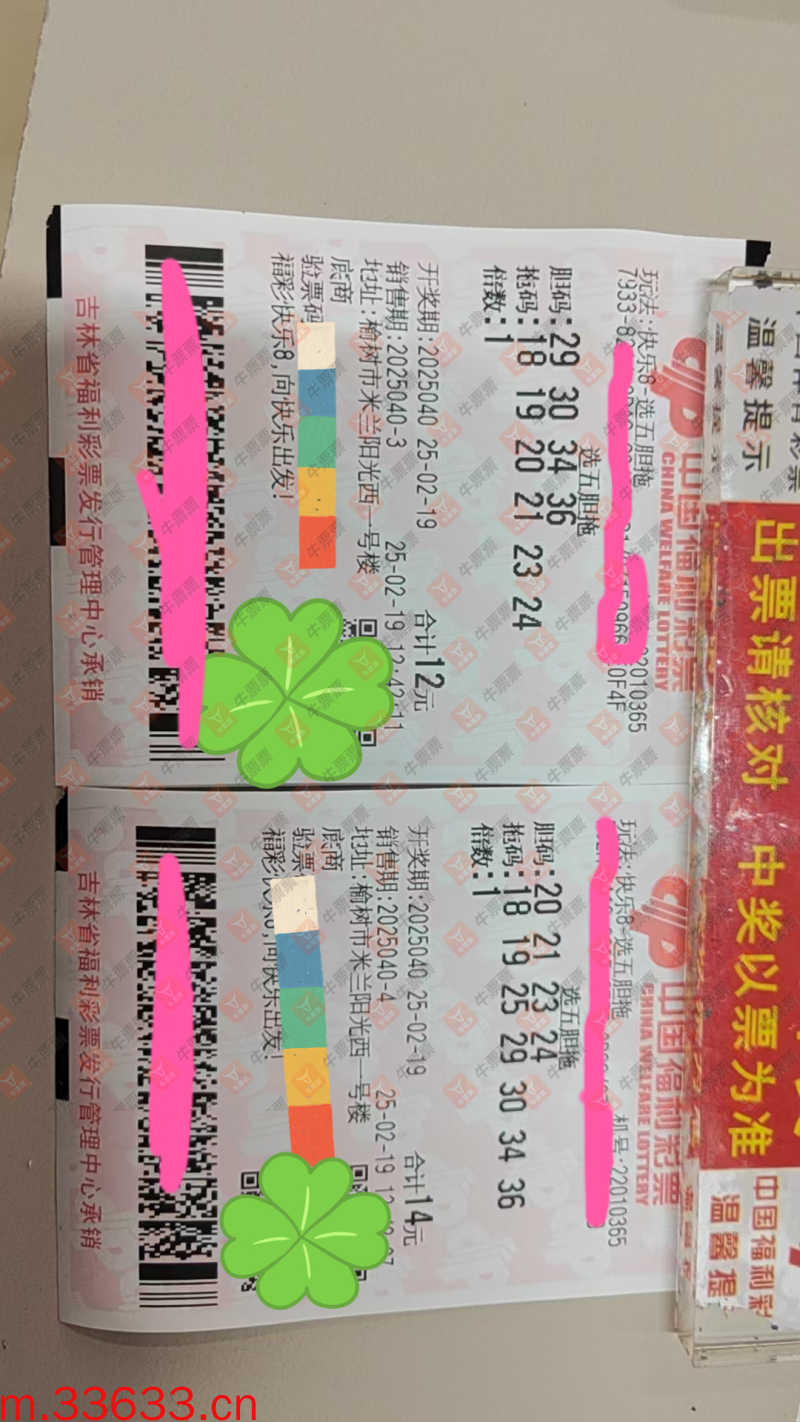 中国福利彩票
CHINA WELFARE LOTTERY
玩法:快乐8-选五胆拖
22010365
7933-82
0F4F
选五胆拖
胆码:29 30 34 36
拖码:18 19 20 21 23 24
倍数:1
合计12元
开奖期:2025040 25-02-19
销售期:2025040-3 25-02-19 12:42:11
地址:榆树市米兰阳光西一号楼
底商
验票码
福彩快乐8,向快乐出发!
吉林省福利彩票发行管理中心承销
中国福利彩票
CHINA WELFARE LOTTERY
玩法:快乐8-选五胆拖 机号:22010365
选五胆拖
胆码:20 21 23 24
拖码:18 19 25 29 30 34 36
倍数:1
合计14元
开奖期:2025040 25-02-19
销售期:2025040-4 25-02-19
地址:榆树市米兰阳光西一号楼
底商
验票
福彩快乐8,向快乐出发!
吉林省福利彩票发行管理中心承销
温馨提示
出票请核对 中奖以票为准
中国福利彩
温馨提
牛票票
m.33633.cn